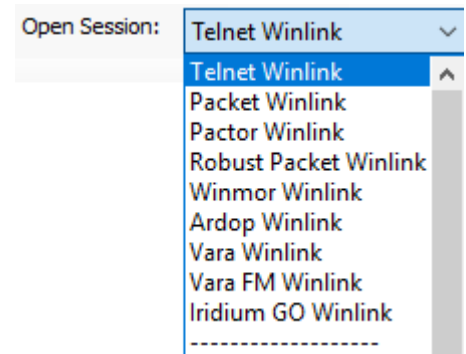 Open Session: Telnet Winlink
Telnet Winlink
Packet Winlink
Pactor Winlink
Robust Packet Winlink
Winmor Winlink
Ardop Winlink
Vara Winlink
Vara FM Winlink
Iridium GO Winlink
-------------------